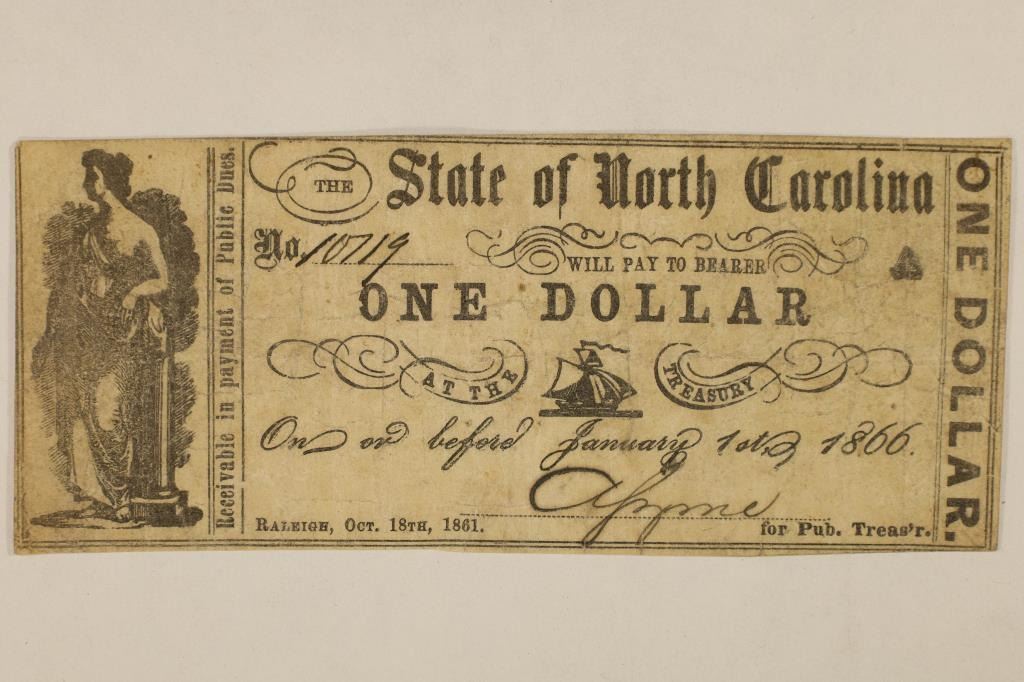 Receivable in payment of Public Dues.
THE State of North Carolina
No. 10719
WILL PAY TO BEARER
ONE DOLLAR
AT THE TREASURY
On or before January 1st, 1866.
RALEIGH, OCT. 18TH, 1861.
for Pub. Treas'r.
ONE DOLLAR.